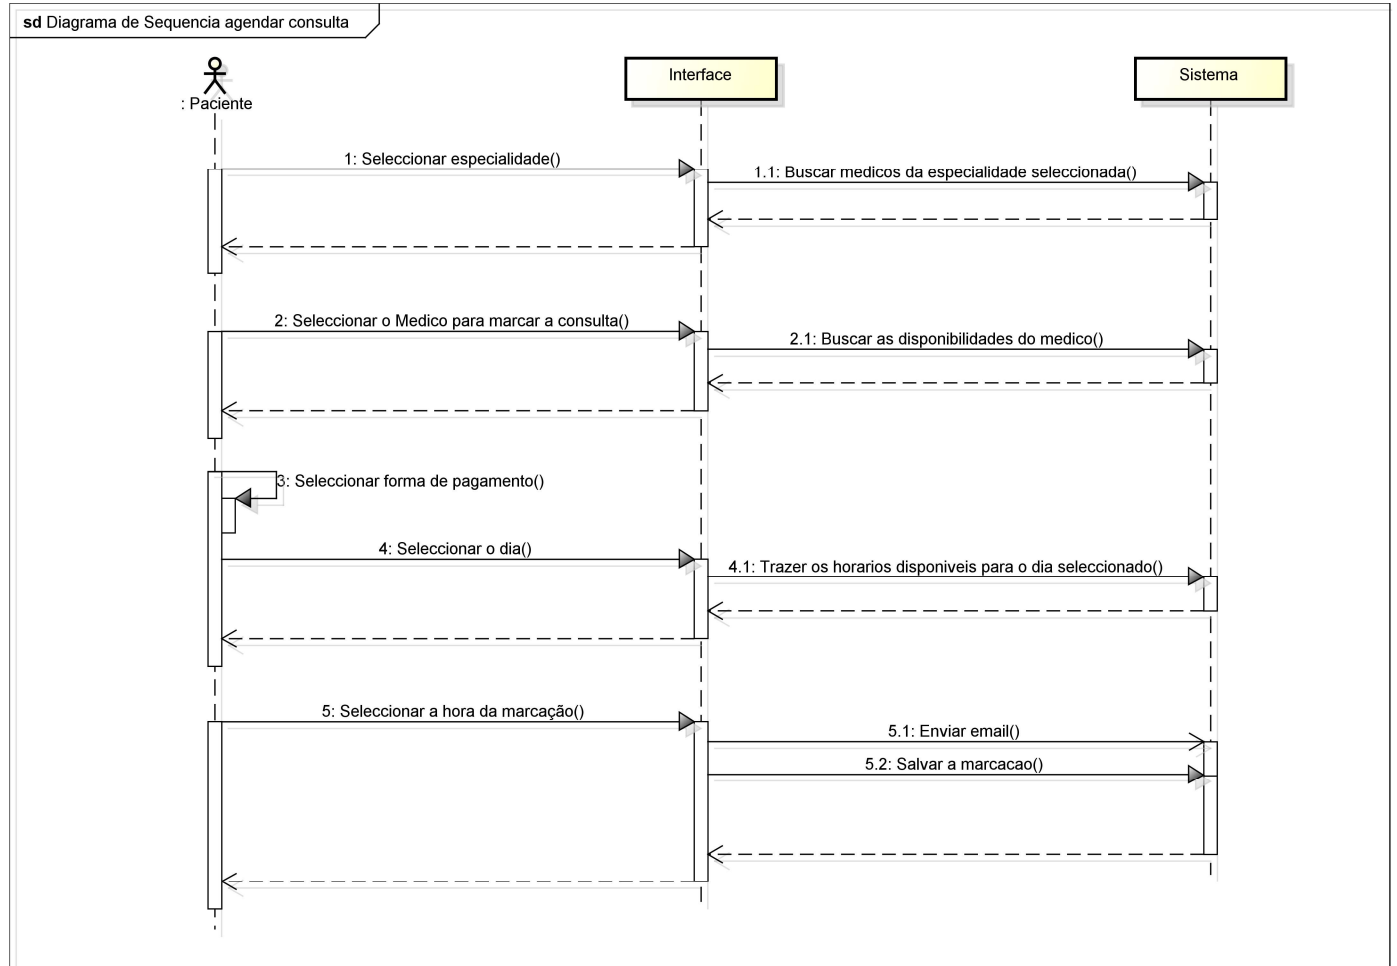 sd Diagrama de Sequencia agendar consulta
: Paciente
Interface
Sistema
1: Seleccionar especialidade()
1.1: Buscar medicos da especialidade seleccionada()
2: Seleccionar o Medico para marcar a consulta()
2.1: Buscar as disponibilidades do medico()
3: Seleccionar forma de pagamento()
4: Seleccionar o dia()
4.1: Trazer os horarios disponiveis para o dia seleccionado()
5: Seleccionar a hora da marcação()
5.1: Enviar email()
5.2: Salvar a marcacao()